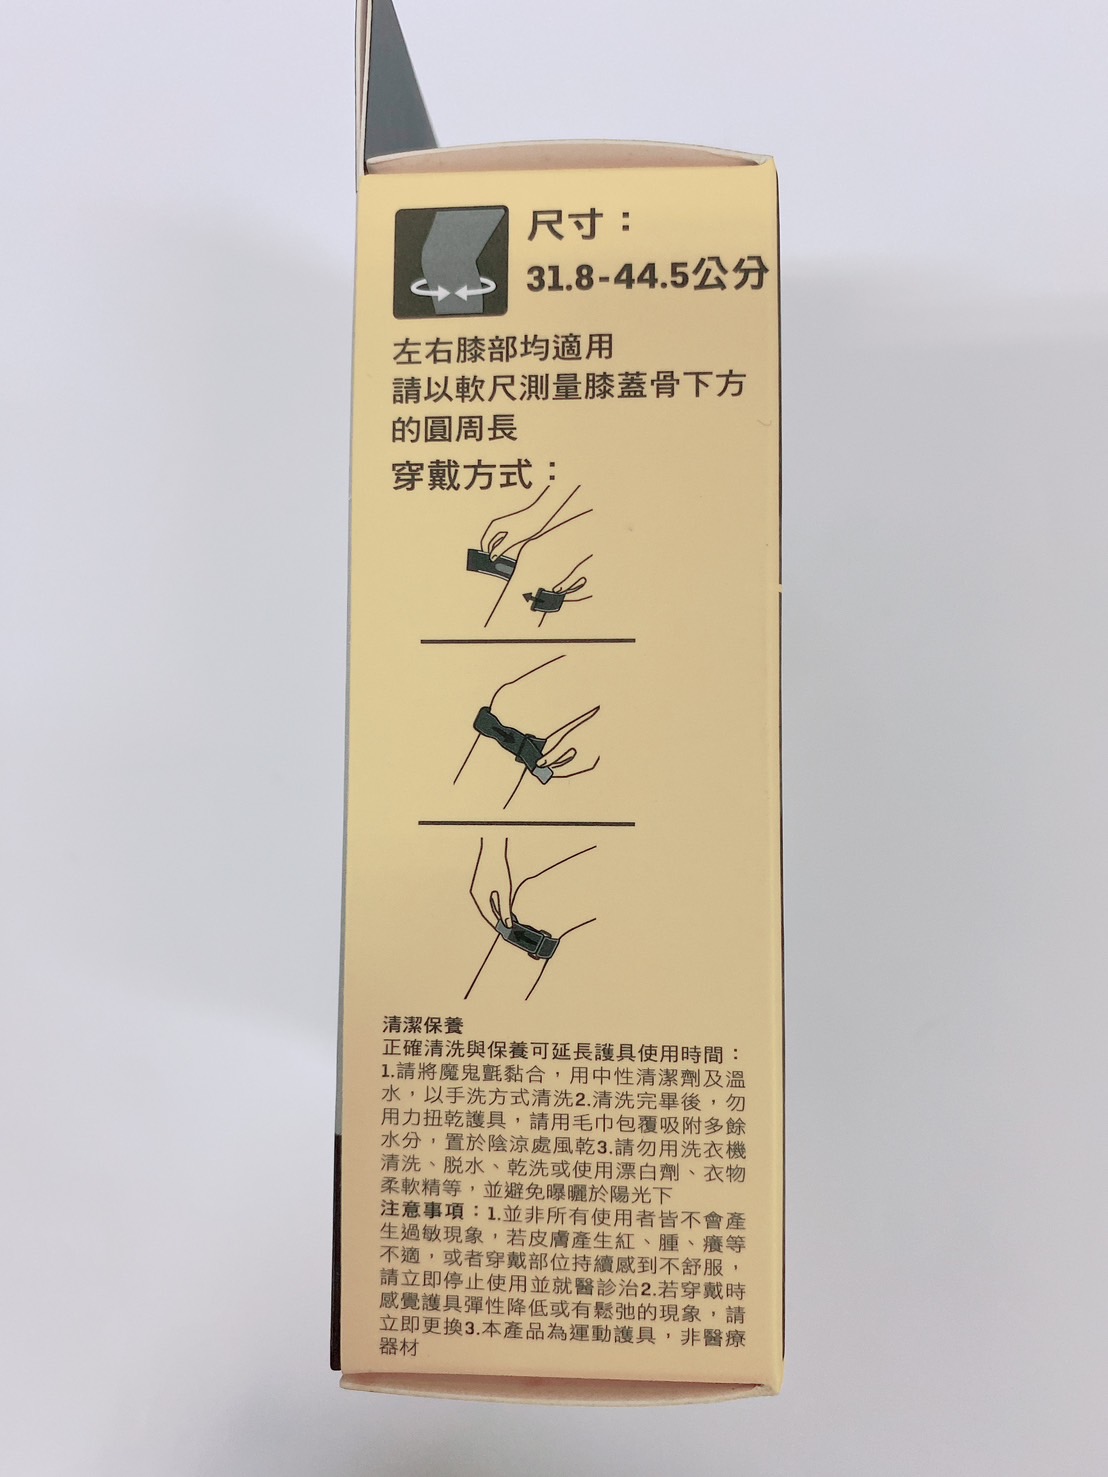 尺寸：
31.8-44.5公分
左右膝部均適用
請以軟尺測量膝蓋骨下方
的圓周長
穿戴方式：
清潔保養
正確清洗與保養可延長護具使用時間：
1.請將魔鬼氈黏合，用中性清潔劑及溫
水，以手洗方式清洗2.清洗完畢後，勿
用力扭乾護具，請用毛巾包覆吸附多餘
水分，置於陰涼處風乾3.請勿用洗衣機
清洗、脫水、乾洗或使用漂白劑、衣物
柔軟精等，並避免曝曬於陽光下
注意事項：1.並非所有使用者皆不會產
生過敏現象，若皮膚產生紅、腫、癢等
不適，或者穿戴部位持續感到不舒服，
請立即停止使用並就醫診治2.若穿戴時
感覺護具彈性降低或有鬆弛的現象，請
立即更換3.本產品為運動護具，非醫療
器材